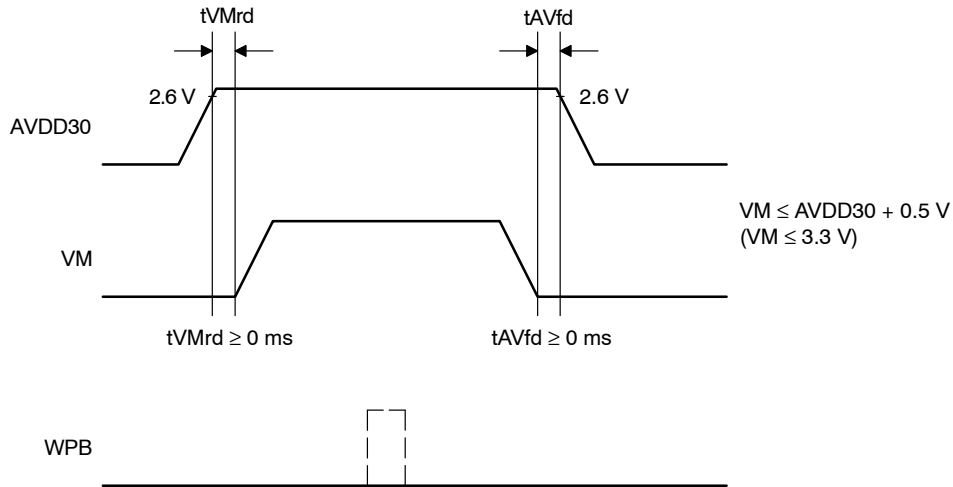 tVMrd
tAVfd
2.6 V
2.6 V
AVDD30
VM ≤ AVDD30 + 0.5 V
(VM ≤ 3.3 V)
VM
tVMrd ≥ 0 ms
tAVfd ≥ 0 ms
WPB